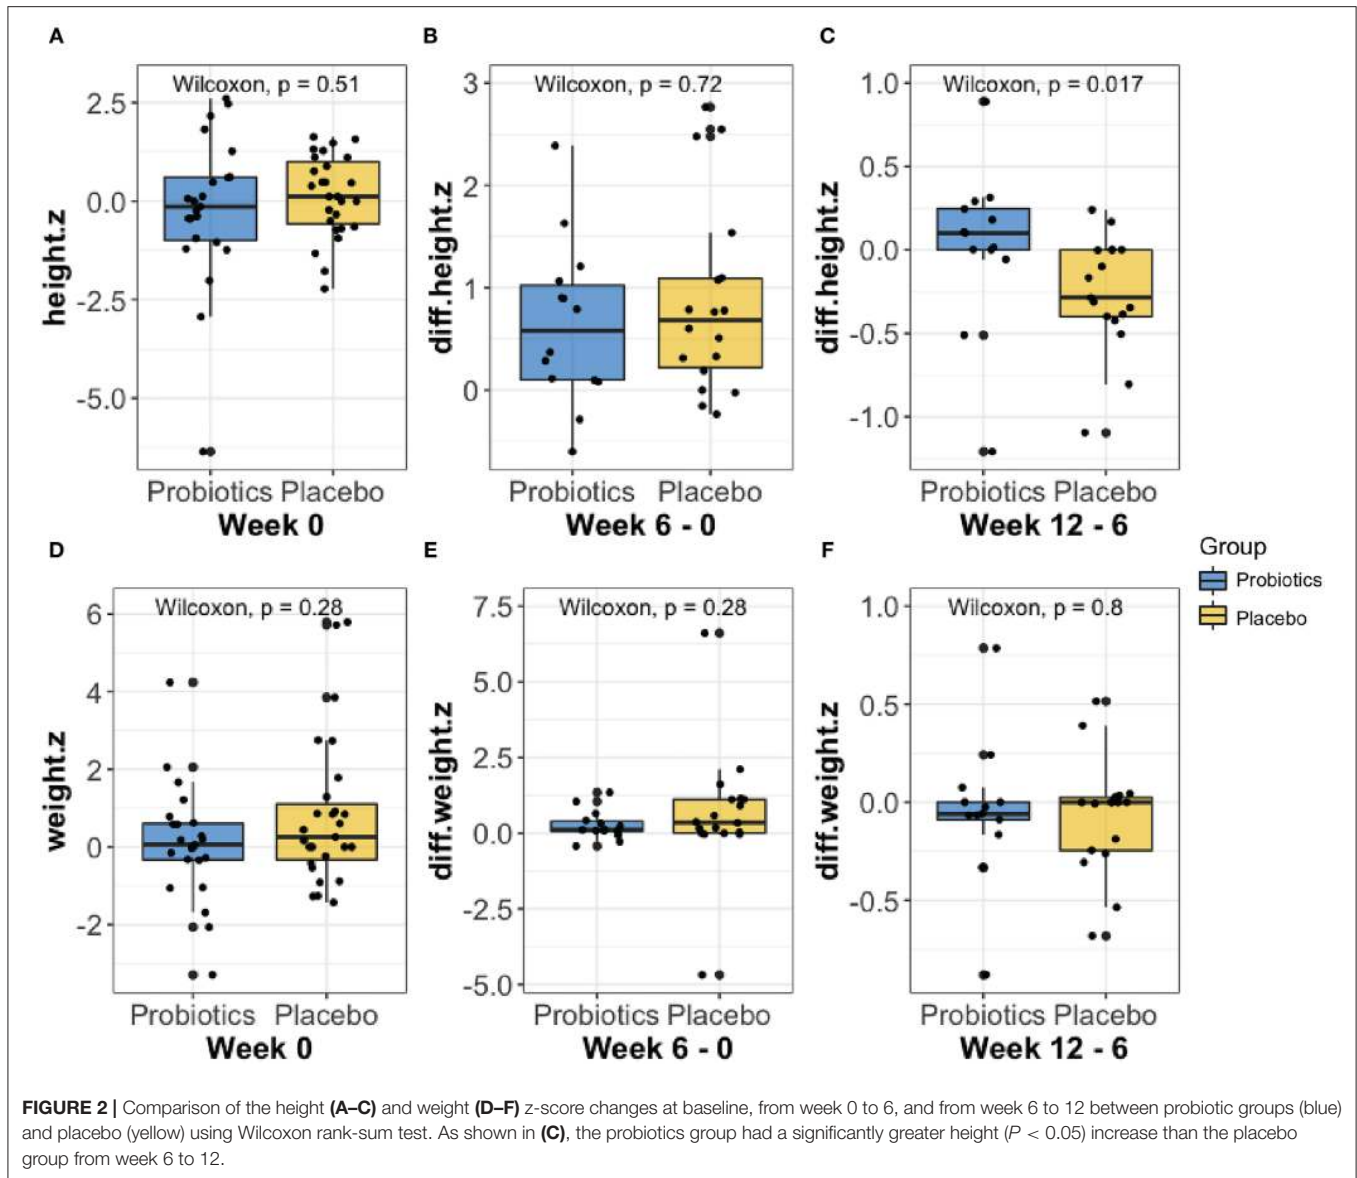 A
Wilcoxon, p = 0.51
height.z
2.5
0.0
-2.5
-5.0
Probiotics Placebo
Week 0
B
Wilcoxon, p = 0.72
diff.height.z
3
2
1
0
Probiotics Placebo
Week 6 - 0
C
Wilcoxon, p = 0.017
diff.height.z
1.0
0.5
0.0
-0.5
-1.0
Probiotics Placebo
Week 12 - 6
D
Wilcoxon, p = 0.28
weight.z
6
4
2
0
-2
Probiotics Placebo
Week 0
E
Wilcoxon, p = 0.28
diff.weight.z
7.5
5.0
2.5
0.0
-2.5
-5.0
Probiotics Placebo
Week 6 - 0
F
Wilcoxon, p = 0.8
diff.weight.z
1.0
0.5
0.0
-0.5
Probiotics Placebo
Week 12 - 6
Group
Probiotics
Placebo
FIGURE 2 | Comparison of the height (A–C) and weight (D–F) z-score changes at baseline, from week 0 to 6, and from week 6 to 12 between probiotic groups (blue)
and placebo (yellow) using Wilcoxon rank-sum test. As shown in (C), the probiotics group had a significantly greater height (P < 0.05) increase than the placebo
group from week 6 to 12.